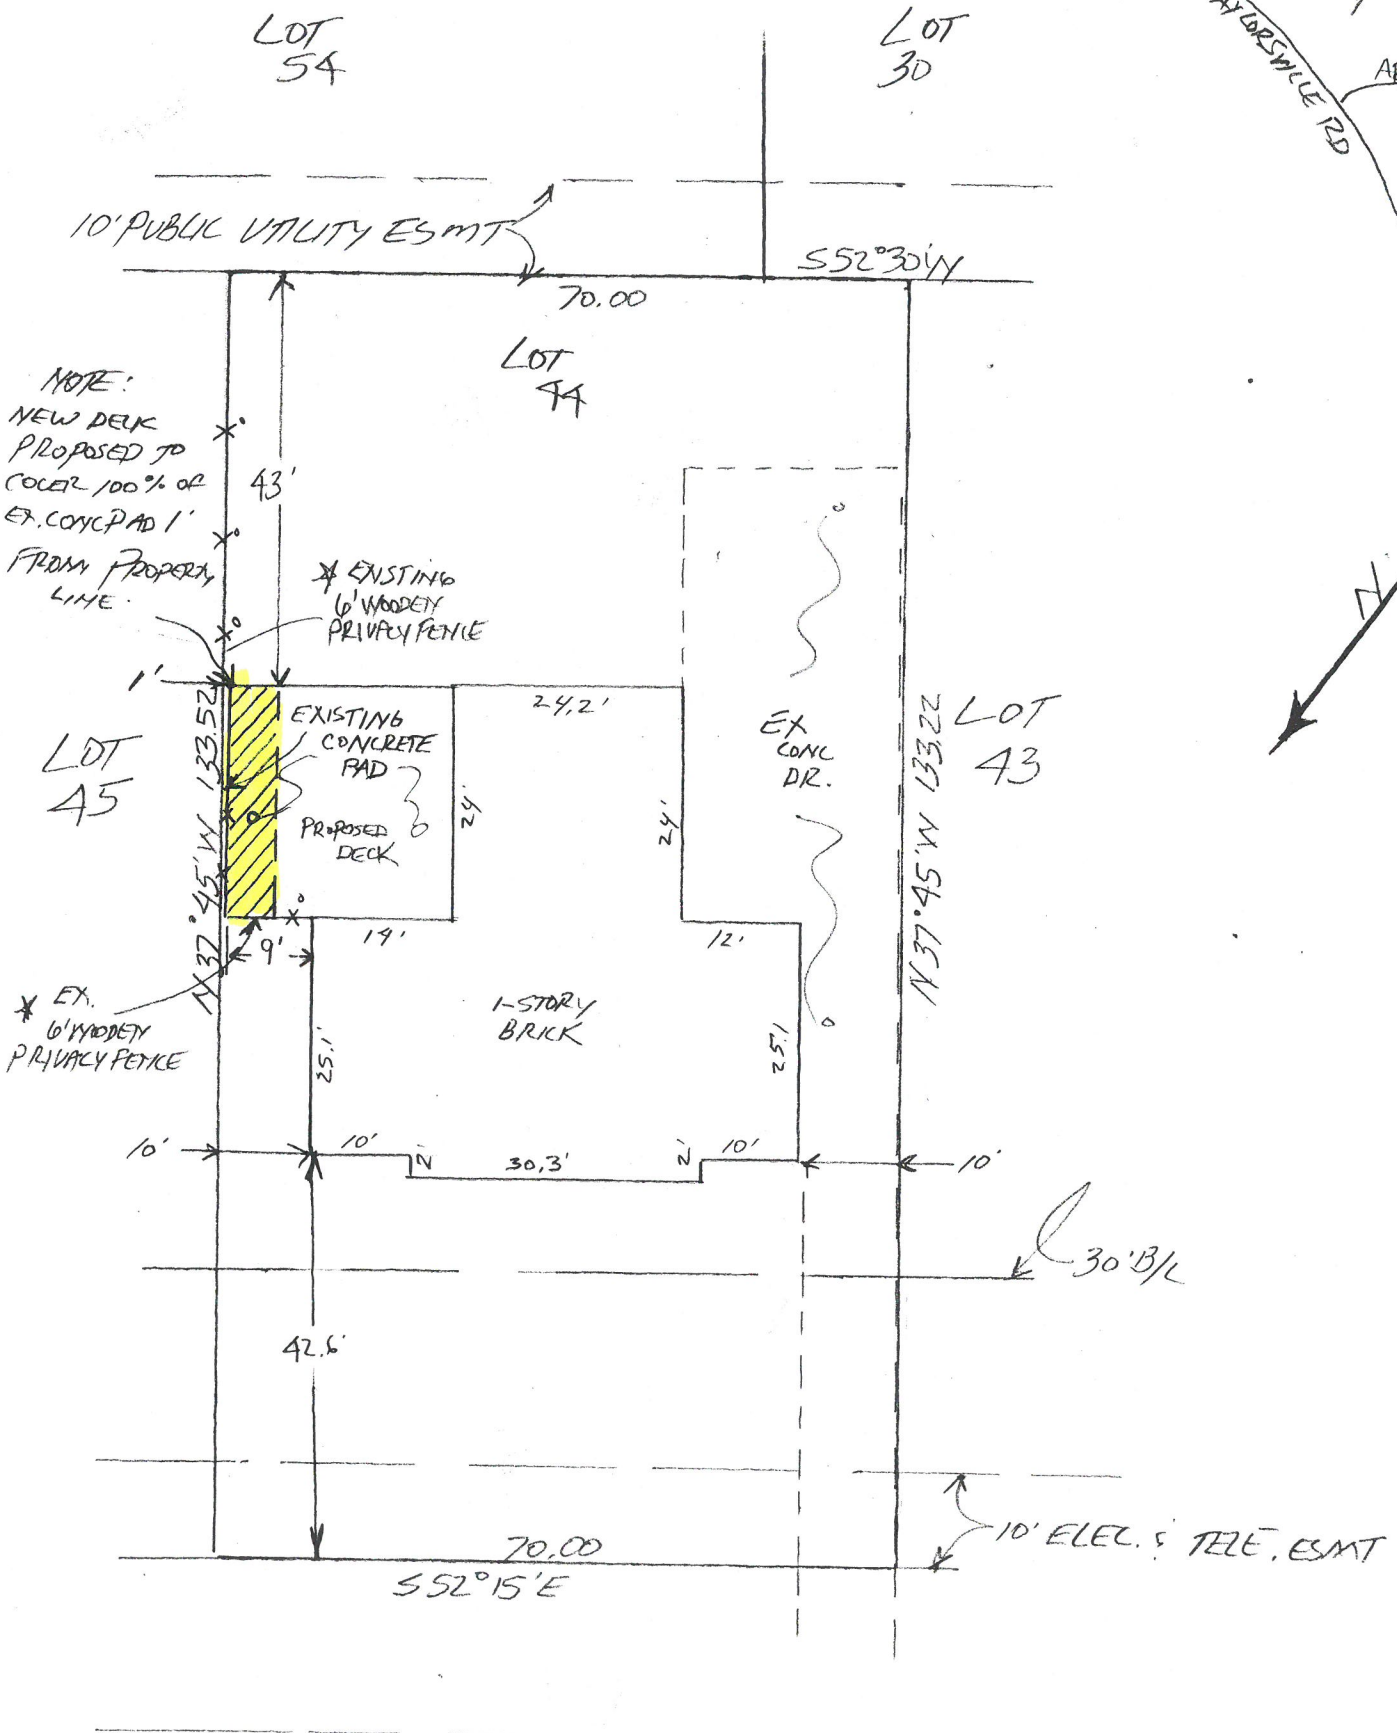 LOT
54
LOT
30
AYLORSVILLE RD
10' PUBLIC UTILITY ESMT
S52°30'W
70.00
LOT
44
NOTE:
NEW DECK
PROPOSED TO
COVER 100% OF
EX. CONC PAD 1'
FROM PROPERTY
LINE.
43'
* EXISTING
6' WOODEN
PRIVACY FENCE
1'
24.2'
EXISTING
CONCRETE
PAD
PROPOSED
DECK
LOT
45
N 37°45'W 133.52
24'
24'
EX
CONC
DR.
N 37°45'W 133.22
LOT
43
N
9'
14'
12'
* EX.
6' WOODEN
PRIVACY FENCE
1-STORY
BRICK
25.1'
25.1
10'
10'
2'
30.3'
2'
10'
10'
30' B/L
42.6'
70.00
S52°15'E
10' ELEC. & TELE. ESMT